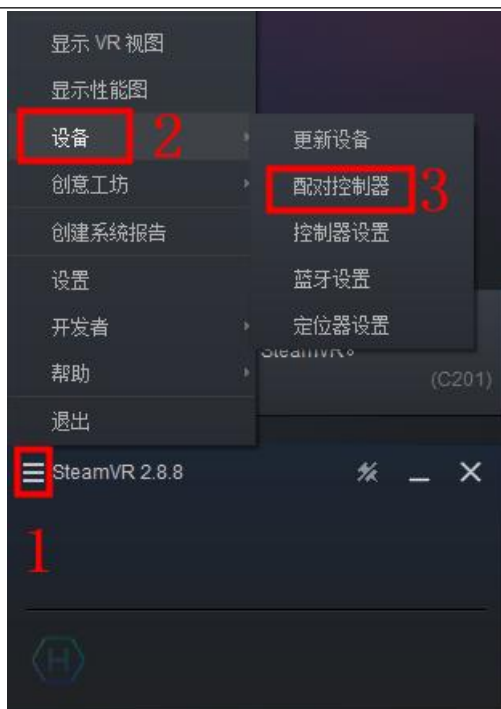 显示 VR 视图
显示性能图
设备 2
更新设备
创意工坊
配对控制器 3
创建系统报告
控制器设置
设置
蓝牙设置
开发者
定位器设置
SteamVR。
帮助
(C201)
退出
SteamVR 2.8.8
1
H